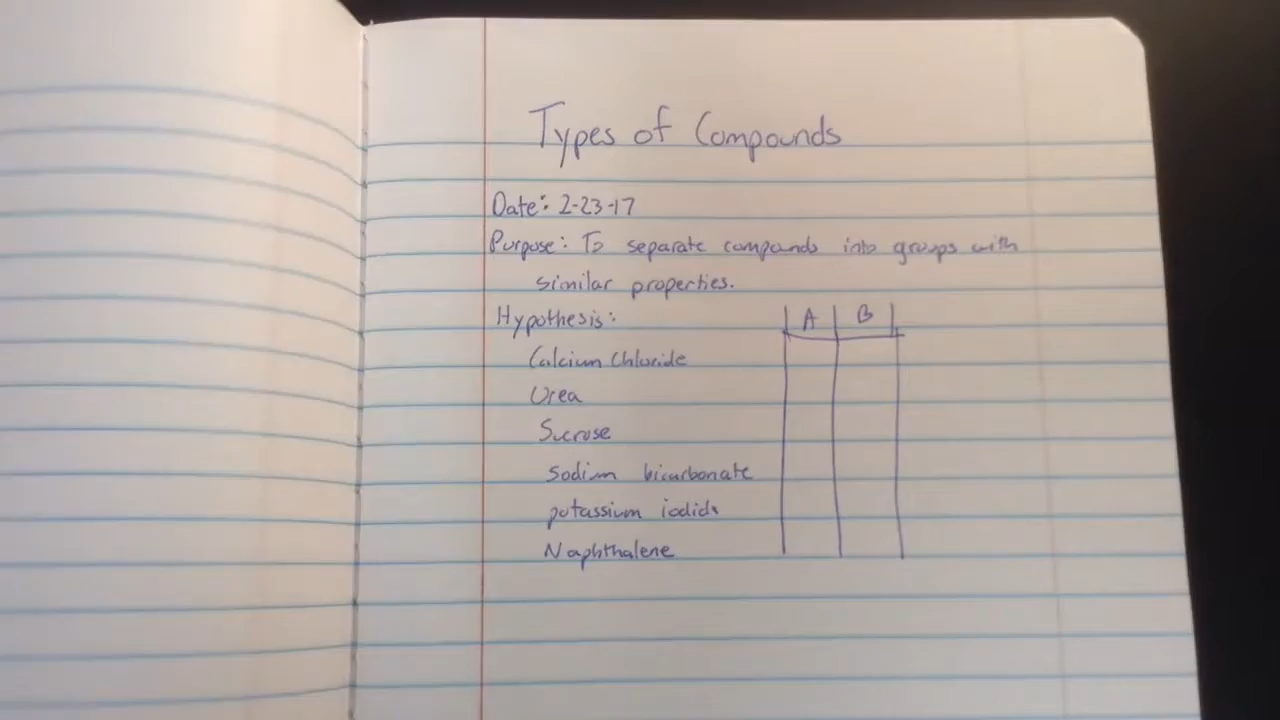 Types of Compounds
Date: 2-23-17
Purpose: To separate compounds into groups with
similar properties.
Hypothesis: A B
Calcium Chloride
Urea
Sucrose
sodium bicarbonate
potassium iodide
Naphthalene